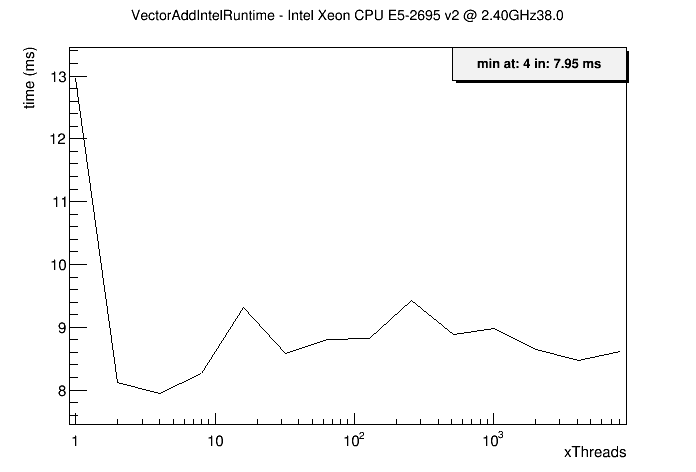 VectorAddIntelRuntime - Intel Xeon CPU E5-2695 v2 @ 2.40GHz38.0
time (ms)
min at: 4 in: 7.95 ms
13
12
11
10
9
8
1 10 10² 10³
xThreads